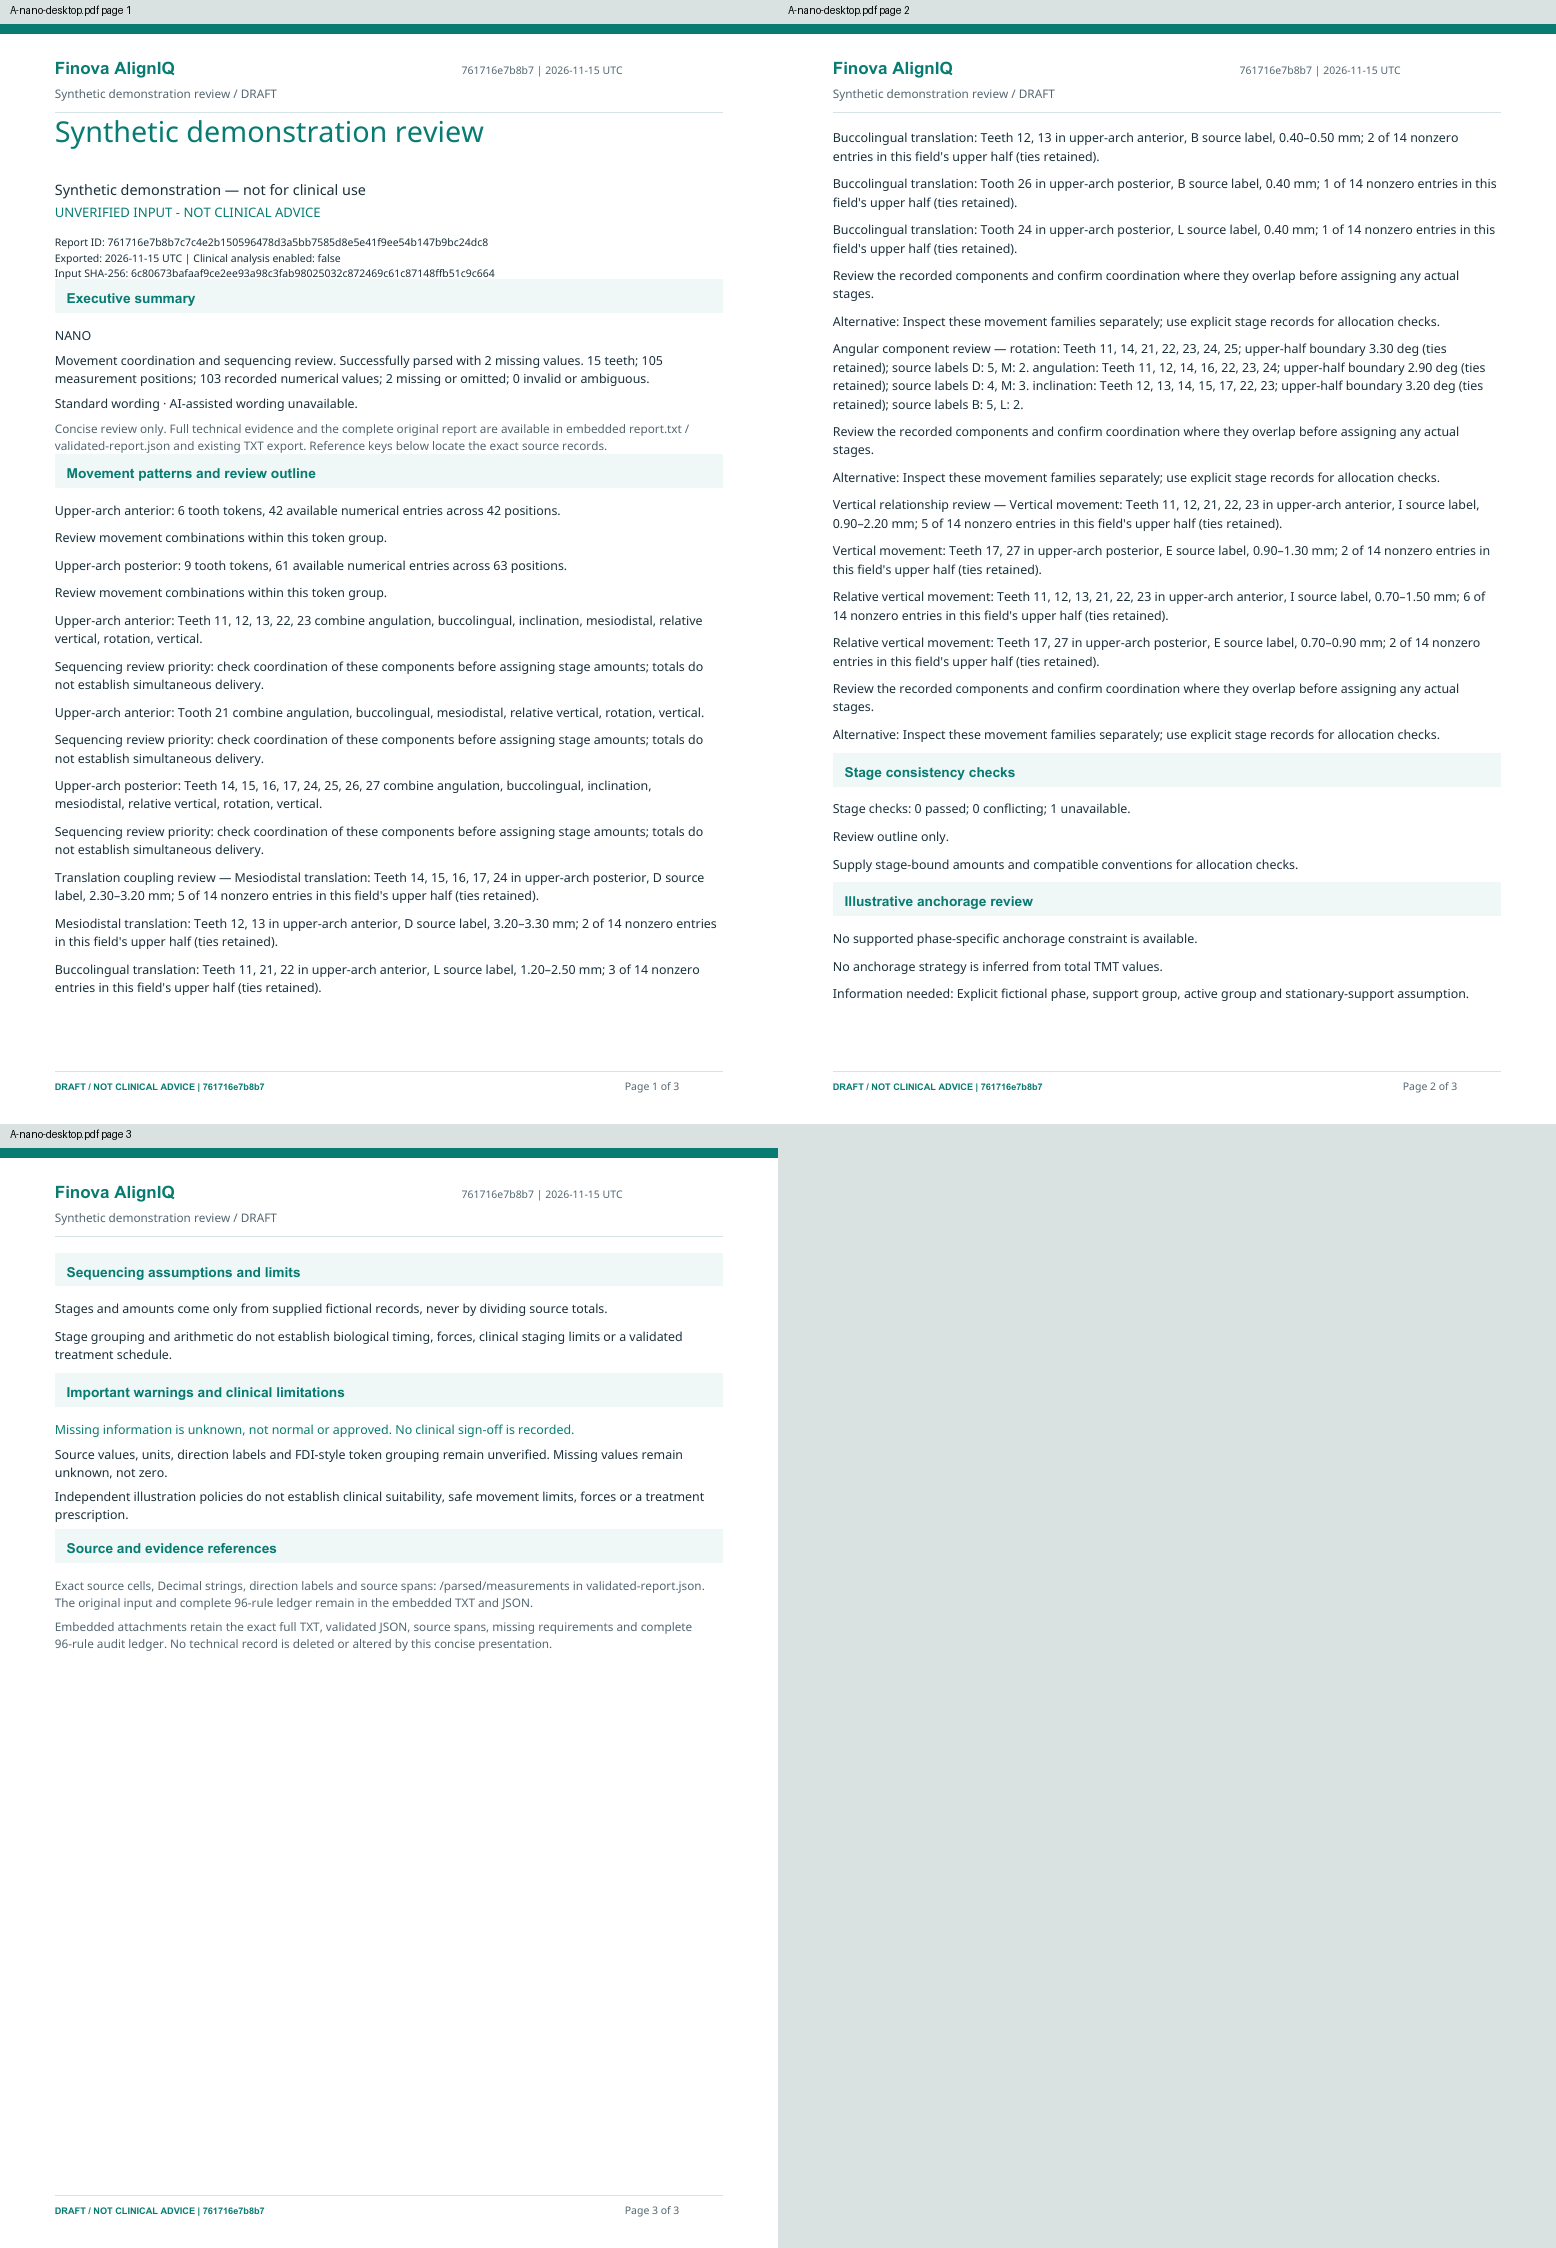 A-nano-desktop.pdf page 1
Finova AlignIQ
761716e7b8b7 | 2026-11-15 UTC
Synthetic demonstration review / DRAFT
Synthetic demonstration review
Synthetic demonstration — not for clinical use
UNVERIFIED INPUT - NOT CLINICAL ADVICE
Report ID: 761716e7b8b7c7c4e2b150596478d3a5bb7585d8e5e41f9ee54b147b9bc24dc8
Exported: 2026-11-15 UTC | Clinical analysis enabled: false
Input SHA-256: 6c80673bafaaf9ce2ee93a98c3fab98025032c872469c61c87148ffb51c9c664
Executive summary
NANO
Movement coordination and sequencing review. Successfully parsed with 2 missing values. 15 teeth; 105
measurement positions; 103 recorded numerical values; 2 missing or omitted; 0 invalid or ambiguous.
Standard wording · AI-assisted wording unavailable.
Concise review only. Full technical evidence and the complete original report are available in embedded report.txt /
validated-report.json and existing TXT export. Reference keys below locate the exact source records.
Movement patterns and review outline
Upper-arch anterior: 6 tooth tokens, 42 available numerical entries across 42 positions.
Review movement combinations within this token group.
Upper-arch posterior: 9 tooth tokens, 61 available numerical entries across 63 positions.
Review movement combinations within this token group.
Upper-arch anterior: Teeth 11, 12, 13, 22, 23 combine angulation, buccolingual, inclination, mesiodistal, relative
vertical, rotation, vertical.
Sequencing review priority: check coordination of these components before assigning stage amounts; totals do
not establish simultaneous delivery.
Upper-arch anterior: Tooth 21 combine angulation, buccolingual, mesiodistal, relative vertical, rotation, vertical.
Sequencing review priority: check coordination of these components before assigning stage amounts; totals do
not establish simultaneous delivery.
Upper-arch posterior: Teeth 14, 15, 16, 17, 24, 25, 26, 27 combine angulation, buccolingual, inclination,
mesiodistal, relative vertical, rotation, vertical.
Sequencing review priority: check coordination of these components before assigning stage amounts; totals do
not establish simultaneous delivery.
Translation coupling review — Mesiodistal translation: Teeth 14, 15, 16, 17, 24 in upper-arch posterior, D source
label, 2.30–3.20 mm; 5 of 14 nonzero entries in this field's upper half (ties retained).
Mesiodistal translation: Teeth 12, 13 in upper-arch anterior, D source label, 3.20–3.30 mm; 2 of 14 nonzero entries
in this field's upper half (ties retained).
Buccolingual translation: Teeth 11, 21, 22 in upper-arch anterior, L source label, 1.20–2.50 mm; 3 of 14 nonzero
entries in this field's upper half (ties retained).
DRAFT / NOT CLINICAL ADVICE | 761716e7b8b7
Page 1 of 3
A-nano-desktop.pdf page 2
Finova AlignIQ
761716e7b8b7 | 2026-11-15 UTC
Synthetic demonstration review / DRAFT
Buccolingual translation: Teeth 12, 13 in upper-arch anterior, B source label, 0.40–0.50 mm; 2 of 14 nonzero
entries in this field's upper half (ties retained).
Buccolingual translation: Tooth 26 in upper-arch posterior, B source label, 0.40 mm; 1 of 14 nonzero entries in this
field's upper half (ties retained).
Buccolingual translation: Tooth 24 in upper-arch posterior, L source label, 0.40 mm; 1 of 14 nonzero entries in this
field's upper half (ties retained).
Review the recorded components and confirm coordination where they overlap before assigning any actual
stages.
Alternative: Inspect these movement families separately; use explicit stage records for allocation checks.
Angular component review — rotation: Teeth 11, 14, 21, 22, 23, 24, 25; upper-half boundary 3.30 deg (ties
retained); source labels D: 5, M: 2. angulation: Teeth 11, 12, 14, 16, 22, 23, 24; upper-half boundary 2.90 deg (ties
retained); source labels D: 4, M: 3. inclination: Teeth 12, 13, 14, 15, 17, 22, 23; upper-half boundary 3.20 deg (ties
retained); source labels B: 5, L: 2.
Review the recorded components and confirm coordination where they overlap before assigning any actual
stages.
Alternative: Inspect these movement families separately; use explicit stage records for allocation checks.
Vertical relationship review — Vertical movement: Teeth 11, 12, 21, 22, 23 in upper-arch anterior, I source label,
0.90–2.20 mm; 5 of 14 nonzero entries in this field's upper half (ties retained).
Vertical movement: Teeth 17, 27 in upper-arch posterior, E source label, 0.90–1.30 mm; 2 of 14 nonzero entries in
this field's upper half (ties retained).
Relative vertical movement: Teeth 11, 12, 13, 21, 22, 23 in upper-arch anterior, I source label, 0.70–1.50 mm; 6 of
14 nonzero entries in this field's upper half (ties retained).
Relative vertical movement: Teeth 17, 27 in upper-arch posterior, E source label, 0.70–0.90 mm; 2 of 14 nonzero
entries in this field's upper half (ties retained).
Review the recorded components and confirm coordination where they overlap before assigning any actual
stages.
Alternative: Inspect these movement families separately; use explicit stage records for allocation checks.
Stage consistency checks
Stage checks: 0 passed; 0 conflicting; 1 unavailable.
Review outline only.
Supply stage-bound amounts and compatible conventions for allocation checks.
Illustrative anchorage review
No supported phase-specific anchorage constraint is available.
No anchorage strategy is inferred from total TMT values.
Information needed: Explicit fictional phase, support group, active group and stationary-support assumption.
DRAFT / NOT CLINICAL ADVICE | 761716e7b8b7
Page 2 of 3
A-nano-desktop.pdf page 3
Finova AlignIQ
761716e7b8b7 | 2026-11-15 UTC
Synthetic demonstration review / DRAFT
Sequencing assumptions and limits
Stages and amounts come only from supplied fictional records, never by dividing source totals.
Stage grouping and arithmetic do not establish biological timing, forces, clinical staging limits or a validated
treatment schedule.
Important warnings and clinical limitations
Missing information is unknown, not normal or approved. No clinical sign-off is recorded.
Source values, units, direction labels and FDI-style token grouping remain unverified. Missing values remain
unknown, not zero.
Independent illustration policies do not establish clinical suitability, safe movement limits, forces or a treatment
prescription.
Source and evidence references
Exact source cells, Decimal strings, direction labels and source spans: /parsed/measurements in validated-report.json.
The original input and complete 96-rule ledger remain in the embedded TXT and JSON.
Embedded attachments retain the exact full TXT, validated JSON, source spans, missing requirements and complete
96-rule audit ledger. No technical record is deleted or altered by this concise presentation.
DRAFT / NOT CLINICAL ADVICE | 761716e7b8b7
Page 3 of 3